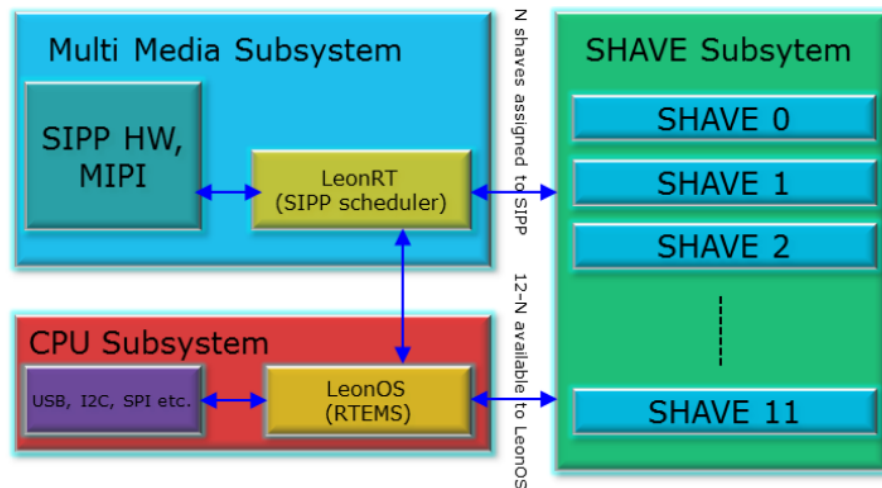 Multi Media Subsystem
SIPP HW,
MIPI
LeonRT
(SIPP scheduler)
N shaves assigned to SIPP
SHAVE Subsytem
SHAVE 0
SHAVE 1
SHAVE 2
SHAVE 11
CPU Subsystem
USB, I2C, SPI etc.
LeonOS
(RTEMS)
12-N available to LeonOS